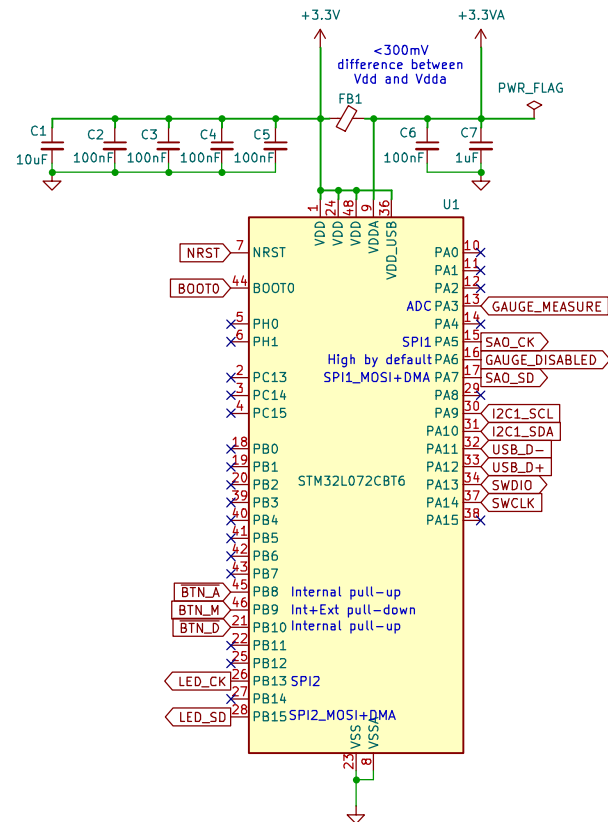 +3.3V
+3.3VA
<300mV
difference between
Vdd and Vdda
PWR_FLAG
FB1
C1
10uF
C2
100nF
C3
100nF
C4
100nF
C5
100nF
C6
100nF
C7
1uF
U1
1
24
48
9
36
VDD
VDD
VDD
VDDA
VDD_USB
NRST
7
NRST
BOOT0
44
BOOT0
5
PH0
6
PH1
2
PC13
3
PC14
4
PC15
18
PB0
19
PB1
20
PB2
39
PB3
40
PB4
41
PB5
42
PB6
43
PB7
BTN_A
45
PB8
Internal pull-up
BTN_M
46
PB9
Int+Ext pull-down
BTN_D
21
PB10
Internal pull-up
22
PB11
25
PB12
LED_CK
26
PB13
SPI2
27
PB14
LED_SD
28
PB15
SPI2_MOSI+DMA
STM32L072CBT6
PA0
10
PA1
11
PA2
12
ADC
PA3
13
GAUGE_MEASURE
PA4
14
SPI1
PA5
15
SAO_CK
High by default
PA6
16
GAUGE_DISABLED
SPI1_MOSI+DMA
PA7
17
SAO_SD
PA8
29
PA9
30
I2C1_SCL
PA10
31
I2C1_SDA
PA11
32
USB_D-
PA12
33
USB_D+
PA13
34
SWDIO
PA14
37
SWCLK
PA15
38
VSS
VSSA
23
8